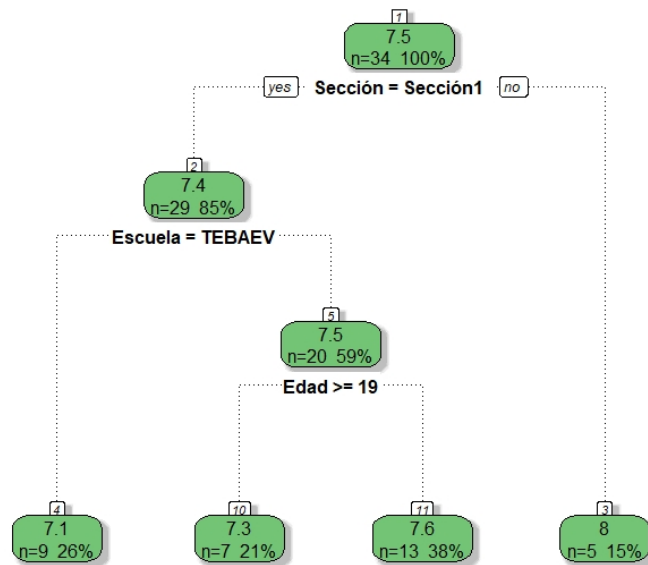 1
7.5
n=34 100%
yes Sección = Sección1 no
2
7.4
n=29 85%
Escuela = TEBAEV
5
7.5
n=20 59%
Edad >= 19
4
7.1
n=9 26%
10
7.3
n=7 21%
11
7.6
n=13 38%
3
8
n=5 15%